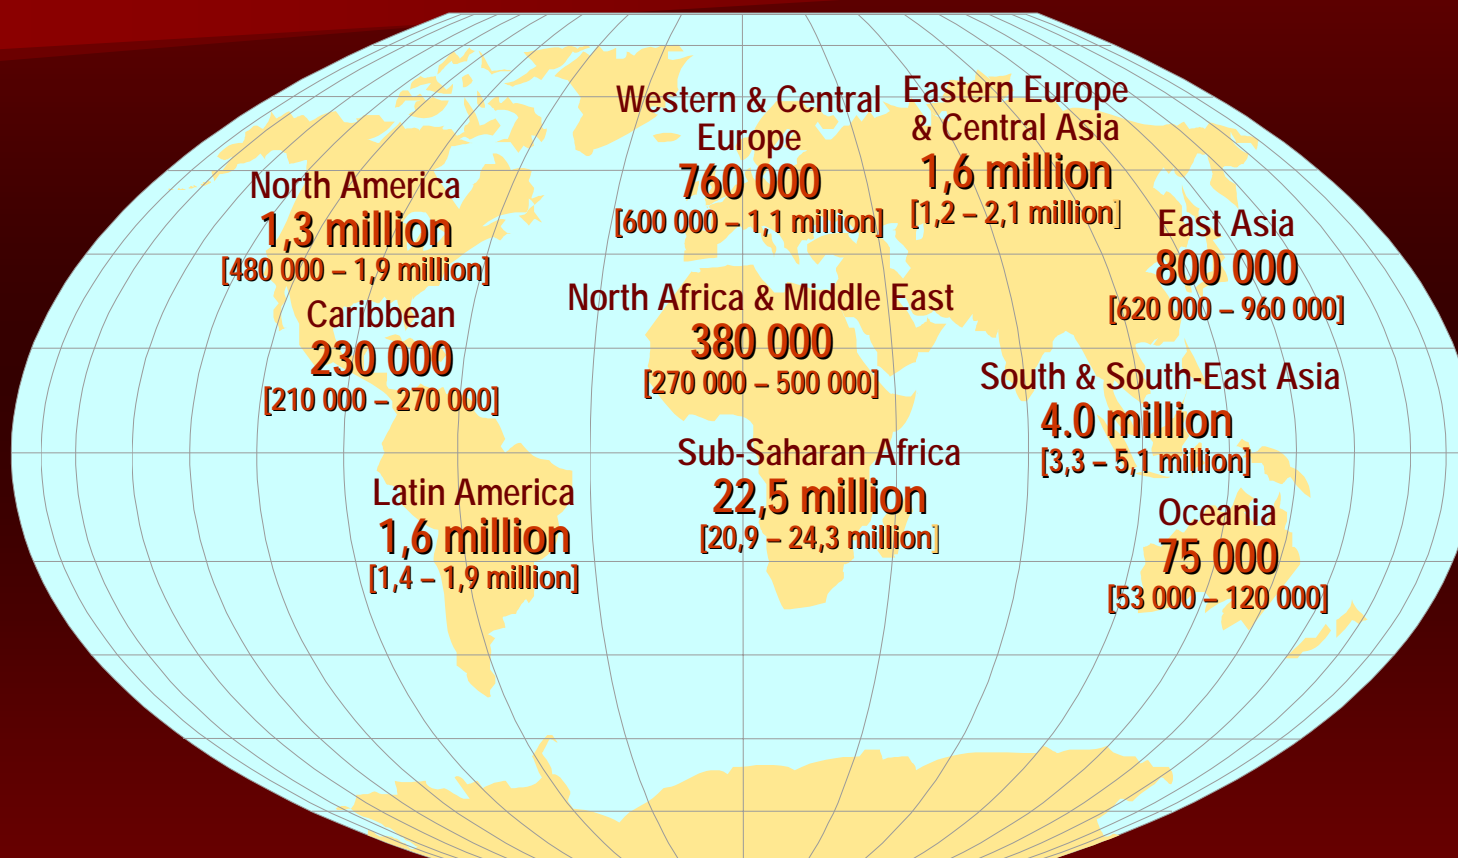 Western & Central
Europe
760 000
[600 000 – 1,1 million]
Eastern Europe
& Central Asia
1,6 million
[1,2 – 2,1 million]
North America
1,3 million
[480 000 – 1,9 million]
East Asia
800 000
[620 000 – 960 000]
Caribbean
230 000
[210 000 – 270 000]
North Africa & Middle East
380 000
[270 000 – 500 000]
South & South-East Asia
4.0 million
[3,3 – 5,1 million]
Sub-Saharan Africa
22,5 million
[20,9 – 24,3 million]
Latin America
1,6 million
[1,4 – 1,9 million]
Oceania
75 000
[53 000 – 120 000]